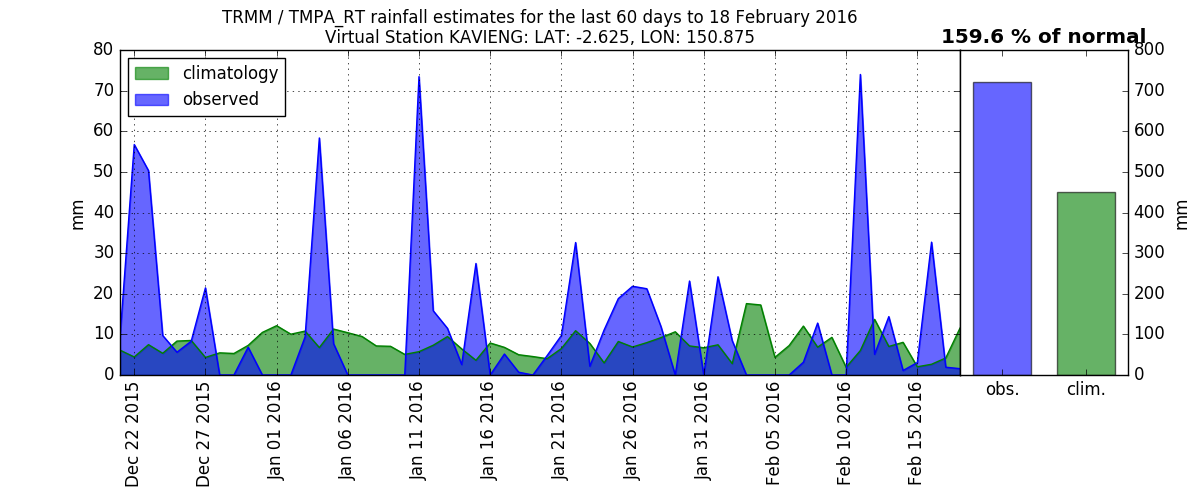 TRMM / TMPA_RT rainfall estimates for the last 60 days to 18 February 2016
Virtual Station KAVIENG: LAT: -2.625, LON: 150.875
159.6 % of normal
climatology
observed
80
70
60
50
40
30
20
10
0
mm
Dec 22 2015
Dec 27 2015
Jan 01 2016
Jan 06 2016
Jan 11 2016
Jan 16 2016
Jan 21 2016
Jan 26 2016
Jan 31 2016
Feb 05 2016
Feb 10 2016
Feb 15 2016
obs.
clim.
800
700
600
500
400
300
200
100
0
mm